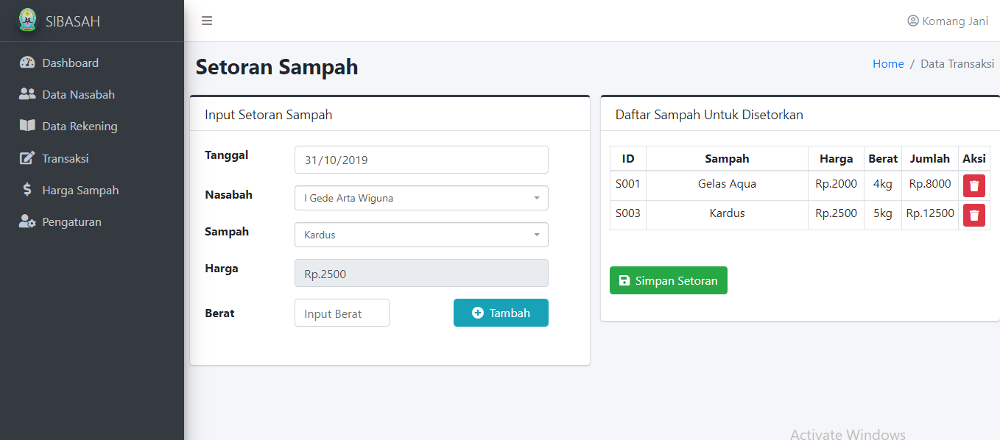 SIBASAH
Komang Jani
Dashboard
Data Nasabah
Data Rekening
Transaksi
Harga Sampah
Pengaturan
Setoran Sampah
Home / Data Transaksi
Input Setoran Sampah
Tanggal 31/10/2019
Nasabah I Gede Arta Wiguna
Sampah Kardus
Harga Rp.2500
Berat Input Berat Tambah
Daftar Sampah Untuk Disetorkan
ID Sampah Harga Berat Jumlah Aksi
S001 Gelas Aqua Rp.2000 4kg Rp.8000
S003 Kardus Rp.2500 5kg Rp.12500
Simpan Setoran
Activate Windows